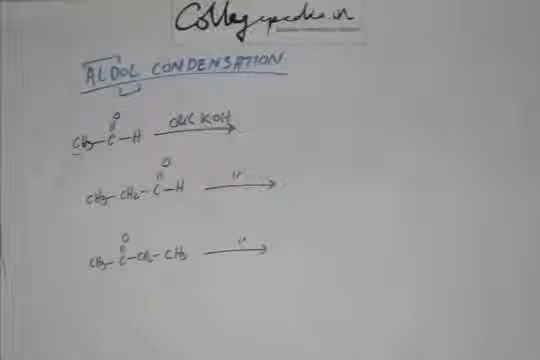 Collegepedia.in
ALDOL CONDENSATION
O
CH3-C-H dil KOH
O
CH3-CH2-C-H "
O
CH3-C-CH2-CH3 "